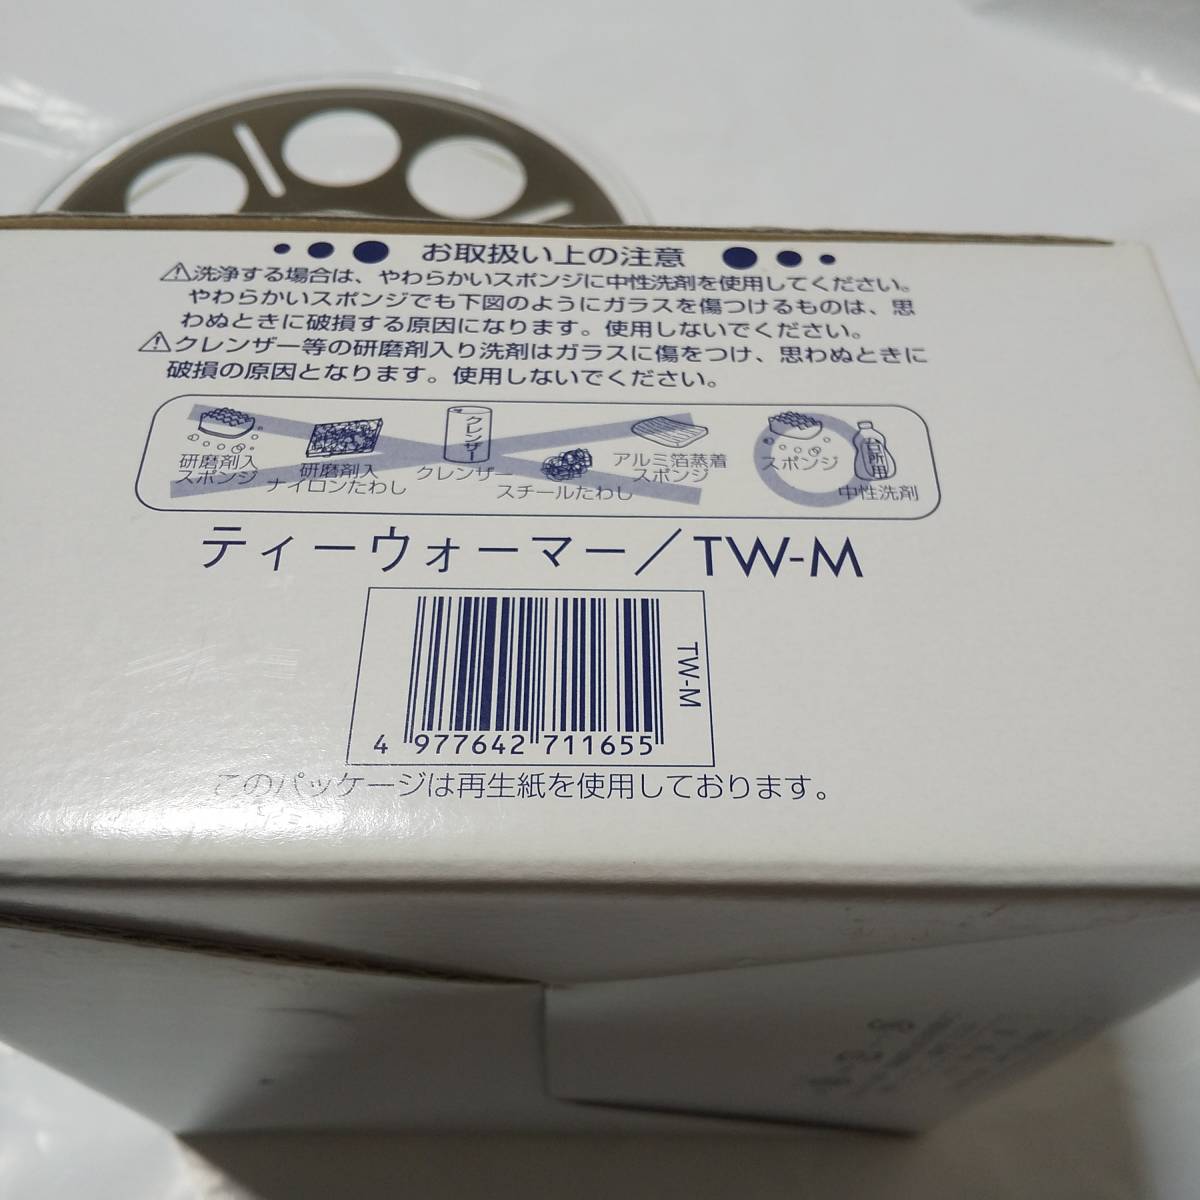 お取扱い上の注意
⚠洗浄する場合は、やわらかいスポンジに中性洗剤を使用してください。
やわらかいスポンジでも下図のようにガラスを傷つけるものは、思
わぬときに破損する原因になります。使用しないでください。
⚠クレンザー等の研磨剤入り洗剤はガラスに傷をつけ、思わぬときに
破損の原因となります。使用しないでください。
研磨剤入
スポンジ
研磨剤入
ナイロンたわし
クレンザー
クレンザー
スチールたわし
アルミ箔蒸着
スポンジ
スポンジ
台所用
中性洗剤
ティーウォーマー／TW-M
TW-M
4 977642 711655
このパッケージは再生紙を使用しております。